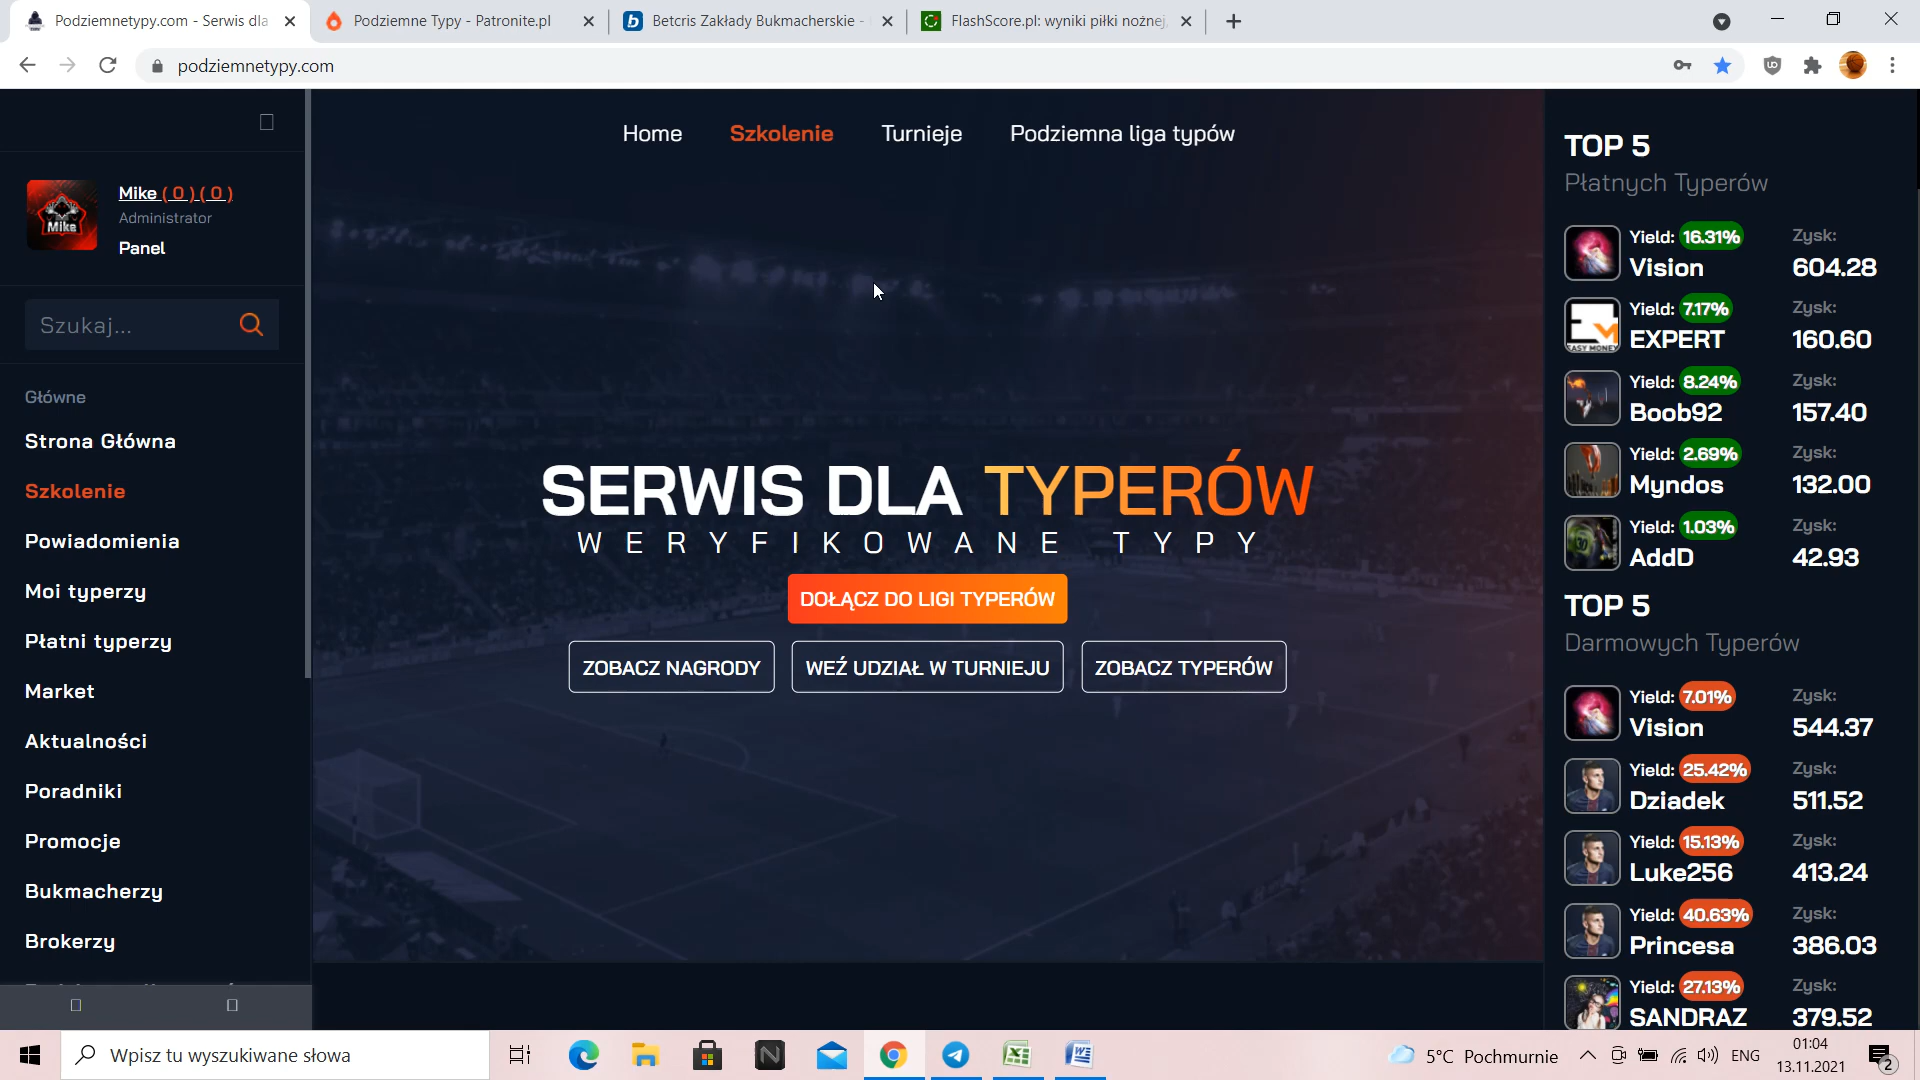 Podziemnetypy.com - Serwis dla
Podziemne Typy - Patronite.pl
Betcris Zakłady Bukmacherskie -
FlashScore.pl: wyniki piłki nożnej,
podziemnetypy.com
Mike ( 0 ) ( 0 )
Administrator
Panel
Szukaj...
Główne
Strona Główna
Szkolenie
Powiadomienia
Moi typerzy
Płatni typerzy
Market
Aktualności
Poradniki
Promocje
Bukmacherzy
Brokerzy
Home
Szkolenie
Turnieje
Podziemna liga typów
SERWIS DLA TYPERÓW
WERYFIKOWANE TYPY
DOŁĄCZ DO LIGI TYPERÓW
ZOBACZ NAGRODY
WEŹ UDZIAŁ W TURNIEJU
ZOBACZ TYPERÓW
TOP 5
Płatnych Typerów
Yield: 16.31% Zysk:
Vision 604.28
Yield: 7.17% Zysk:
EXPERT 160.60
Yield: 8.24% Zysk:
Boob92 157.40
Yield: 2.69% Zysk:
Myndos 132.00
Yield: 1.03% Zysk:
AddD 42.93
TOP 5
Darmowych Typerów
Yield: 7.01% Zysk:
Vision 544.37
Yield: 25.42% Zysk:
Dziadek 511.52
Yield: 15.13% Zysk:
Luke256 413.24
Yield: 40.63% Zysk:
Princesa 386.03
Yield: 27.13% Zysk:
SANDRAZ 379.52
Mike
EASY MONEY
Wpisz tu wyszukiwane słowa
5°C Pochmurnie
ENG
01:04
13.11.2021
2